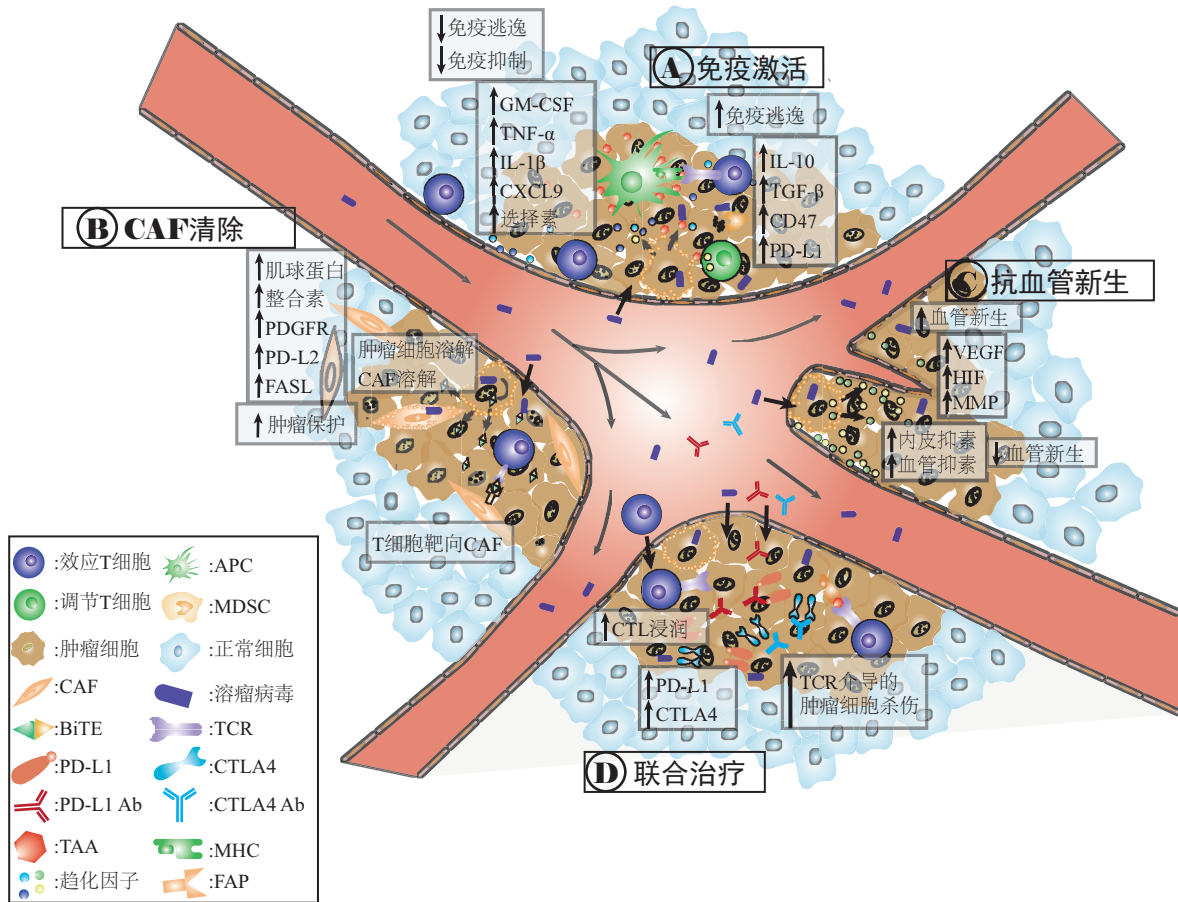 ↓免疫逃逸
↓免疫抑制
A 免疫激活
↑GM-CSF
↑TNF-α
↑IL-1β
↑CXCL9
↑选择素
↑免疫逃逸
↑IL-10
↑TGF-β
↑CD47
↑PD-L1
B CAF清除
↑肌球蛋白
↑整合素
↑PDGFR
↑PD-L2
↑FASL
↑肿瘤保护
肿瘤细胞溶解
CAF溶解
T细胞靶向CAF
C 抗血管新生
↑血管新生
↑VEGF
↑HIF
↑MMP
↑内皮抑素
↑血管抑素
↓血管新生
↑CTL浸润
↑PD-L1
↑CTLA4
↑TCR介导的
肿瘤细胞杀伤
D 联合治疗
:效应T细胞
:APC
:调节T细胞
:MDSC
:肿瘤细胞
:正常细胞
:CAF
:溶瘤病毒
:BiTE
:TCR
:PD-L1
:CTLA4
:PD-L1 Ab
:CTLA4 Ab
:TAA
:MHC
:趋化因子
:FAP